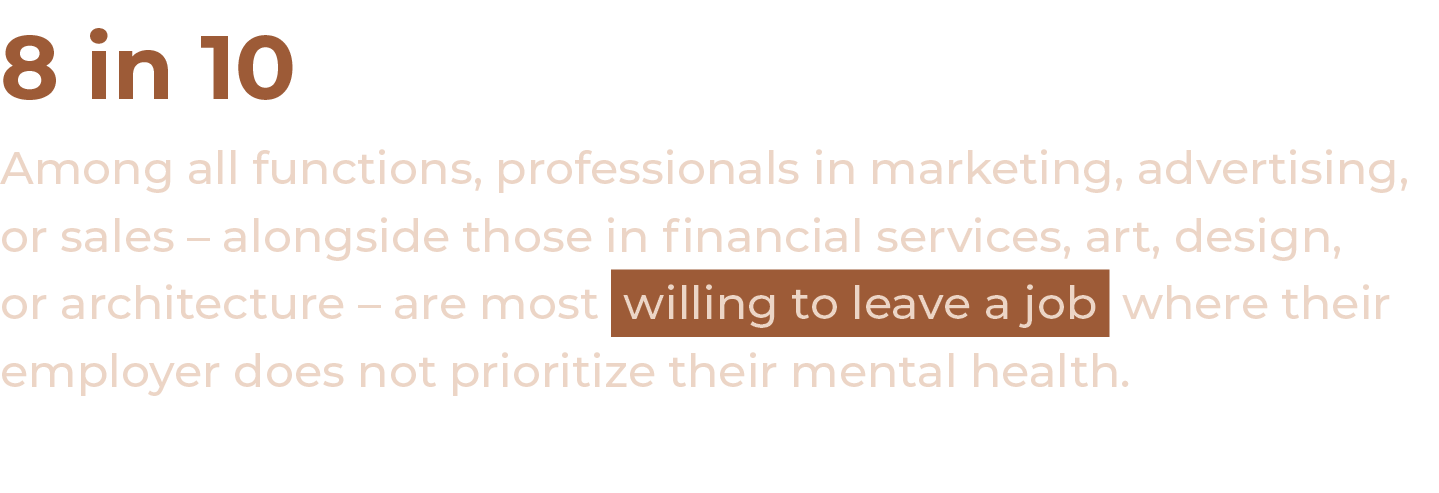 8 in 10
Among all functions, professionals in marketing, advertising,
or sales – alongside those in financial services, art, design,
or architecture – are most willing to leave a job where their
employer does not prioritize their mental health.